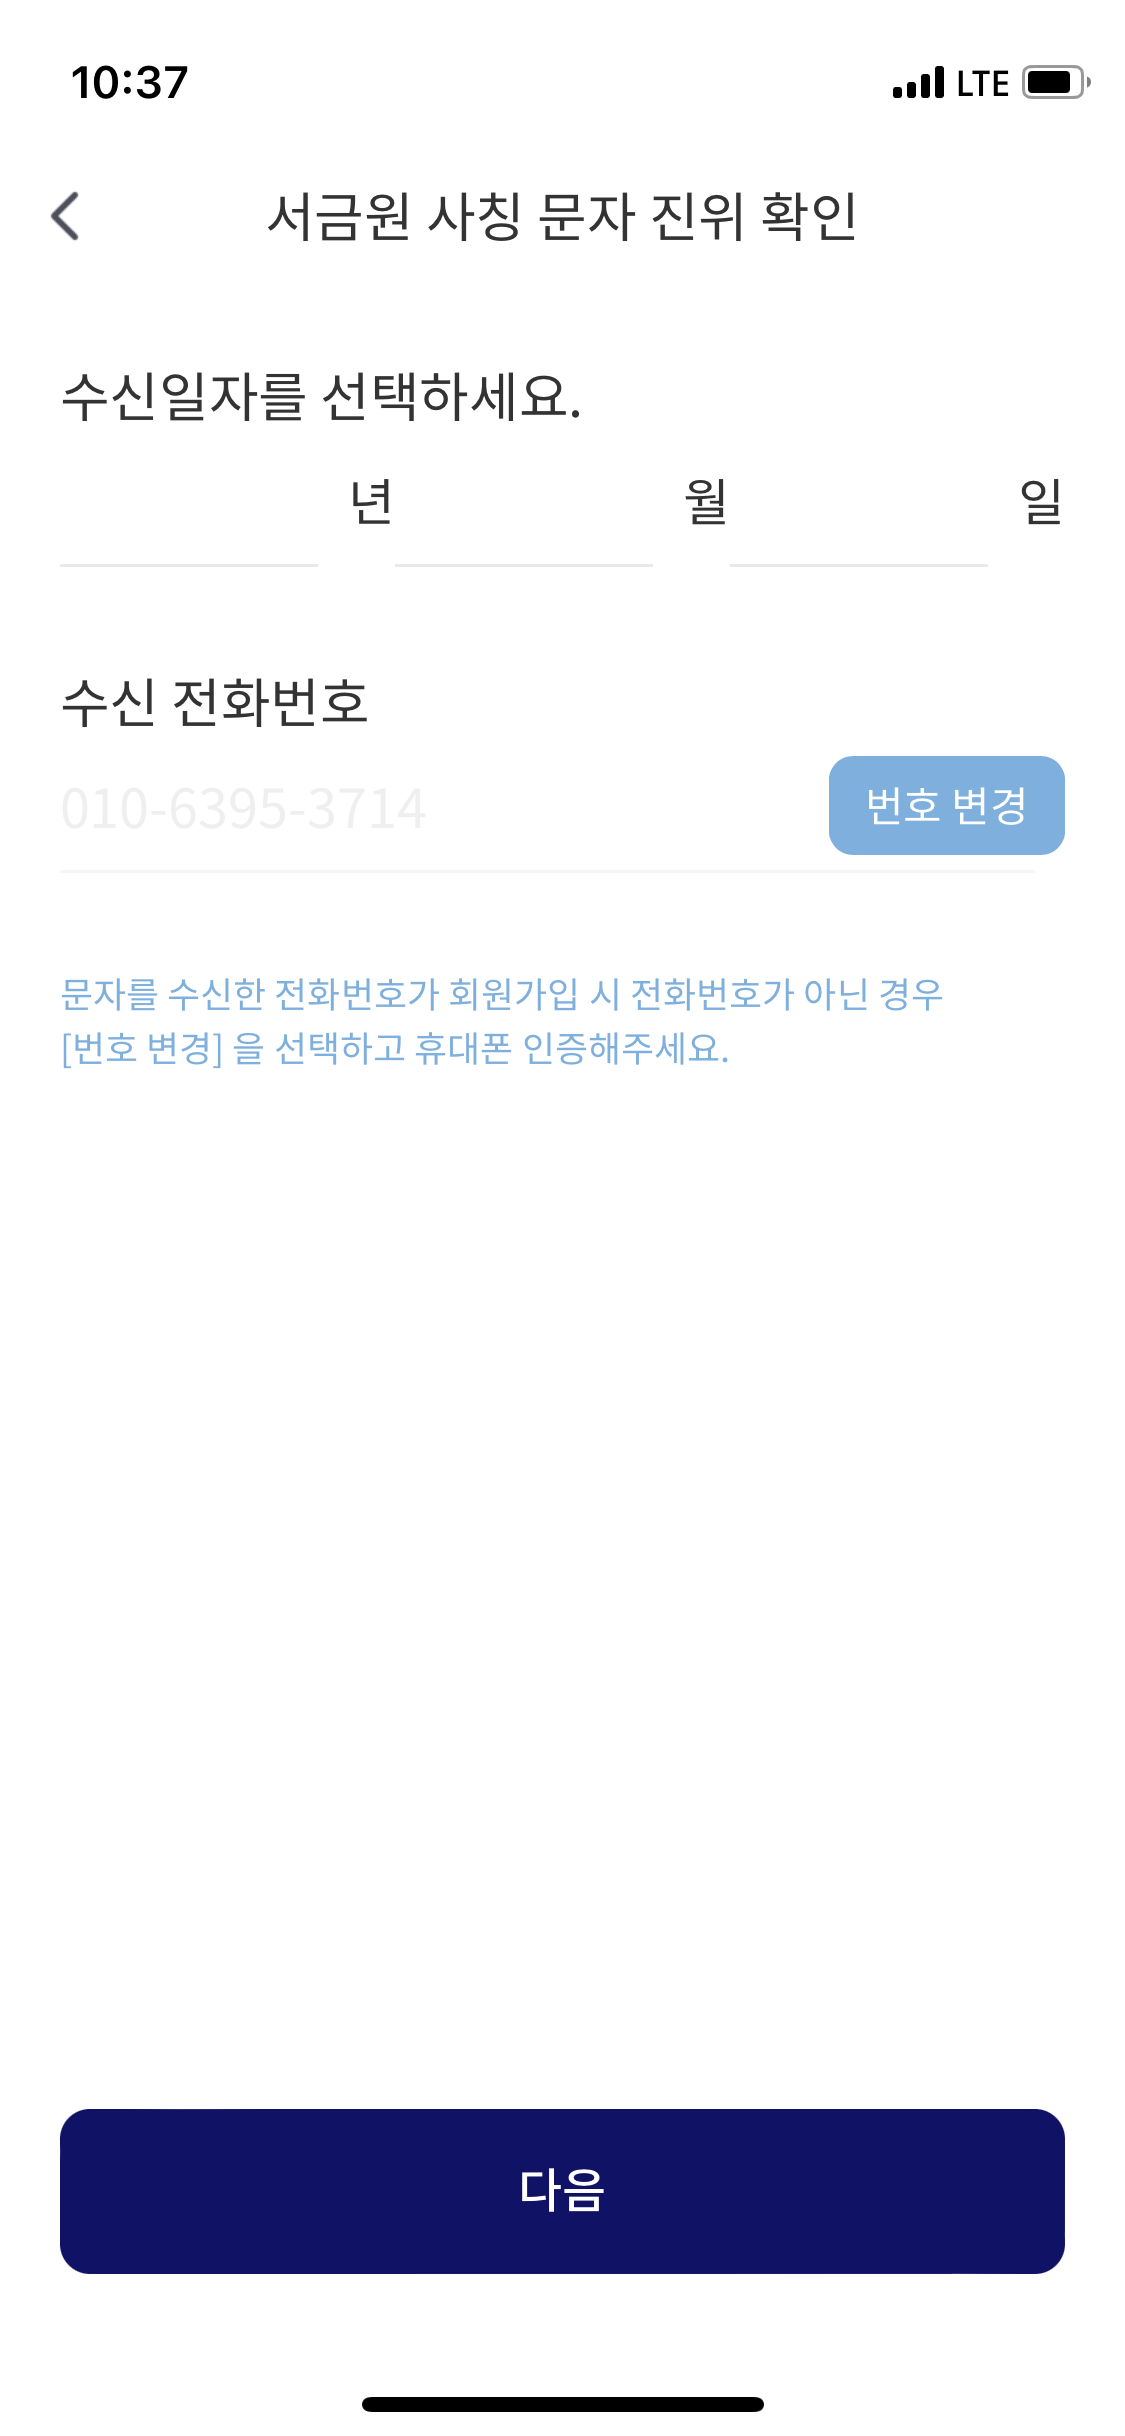 10:37
LTE
서금원 사칭 문자 진위 확인
수신일자를 선택하세요.
년 월 일
수신 전화번호
010-6395-3714
번호 변경
문자를 수신한 전화번호가 회원가입 시 전화번호가 아닌 경우
[번호 변경] 을 선택하고 휴대폰 인증해주세요.
다음